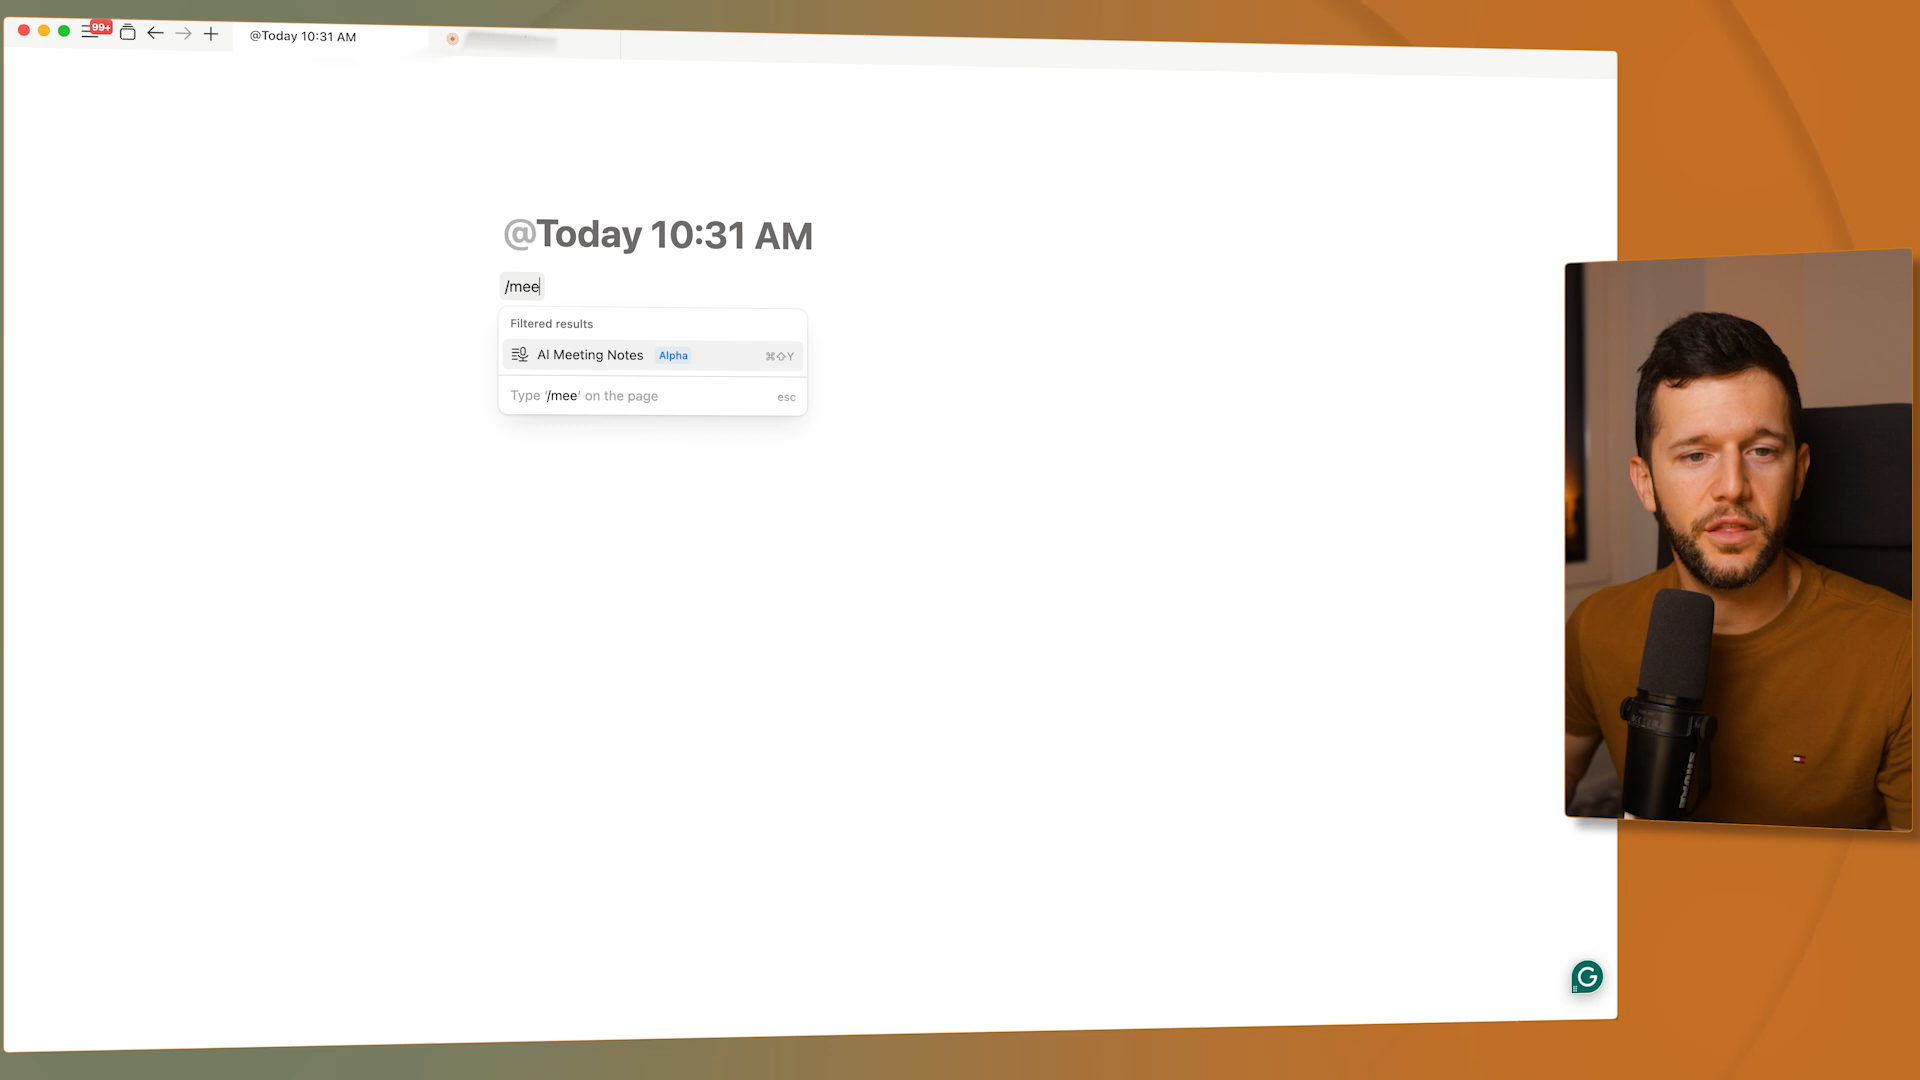 99+
@Today 10:31 AM
@Today 10:31 AM
/mee
Filtered results
AI Meeting Notes Alpha ⌘⇧Y
Type '/mee' on the page esc
G